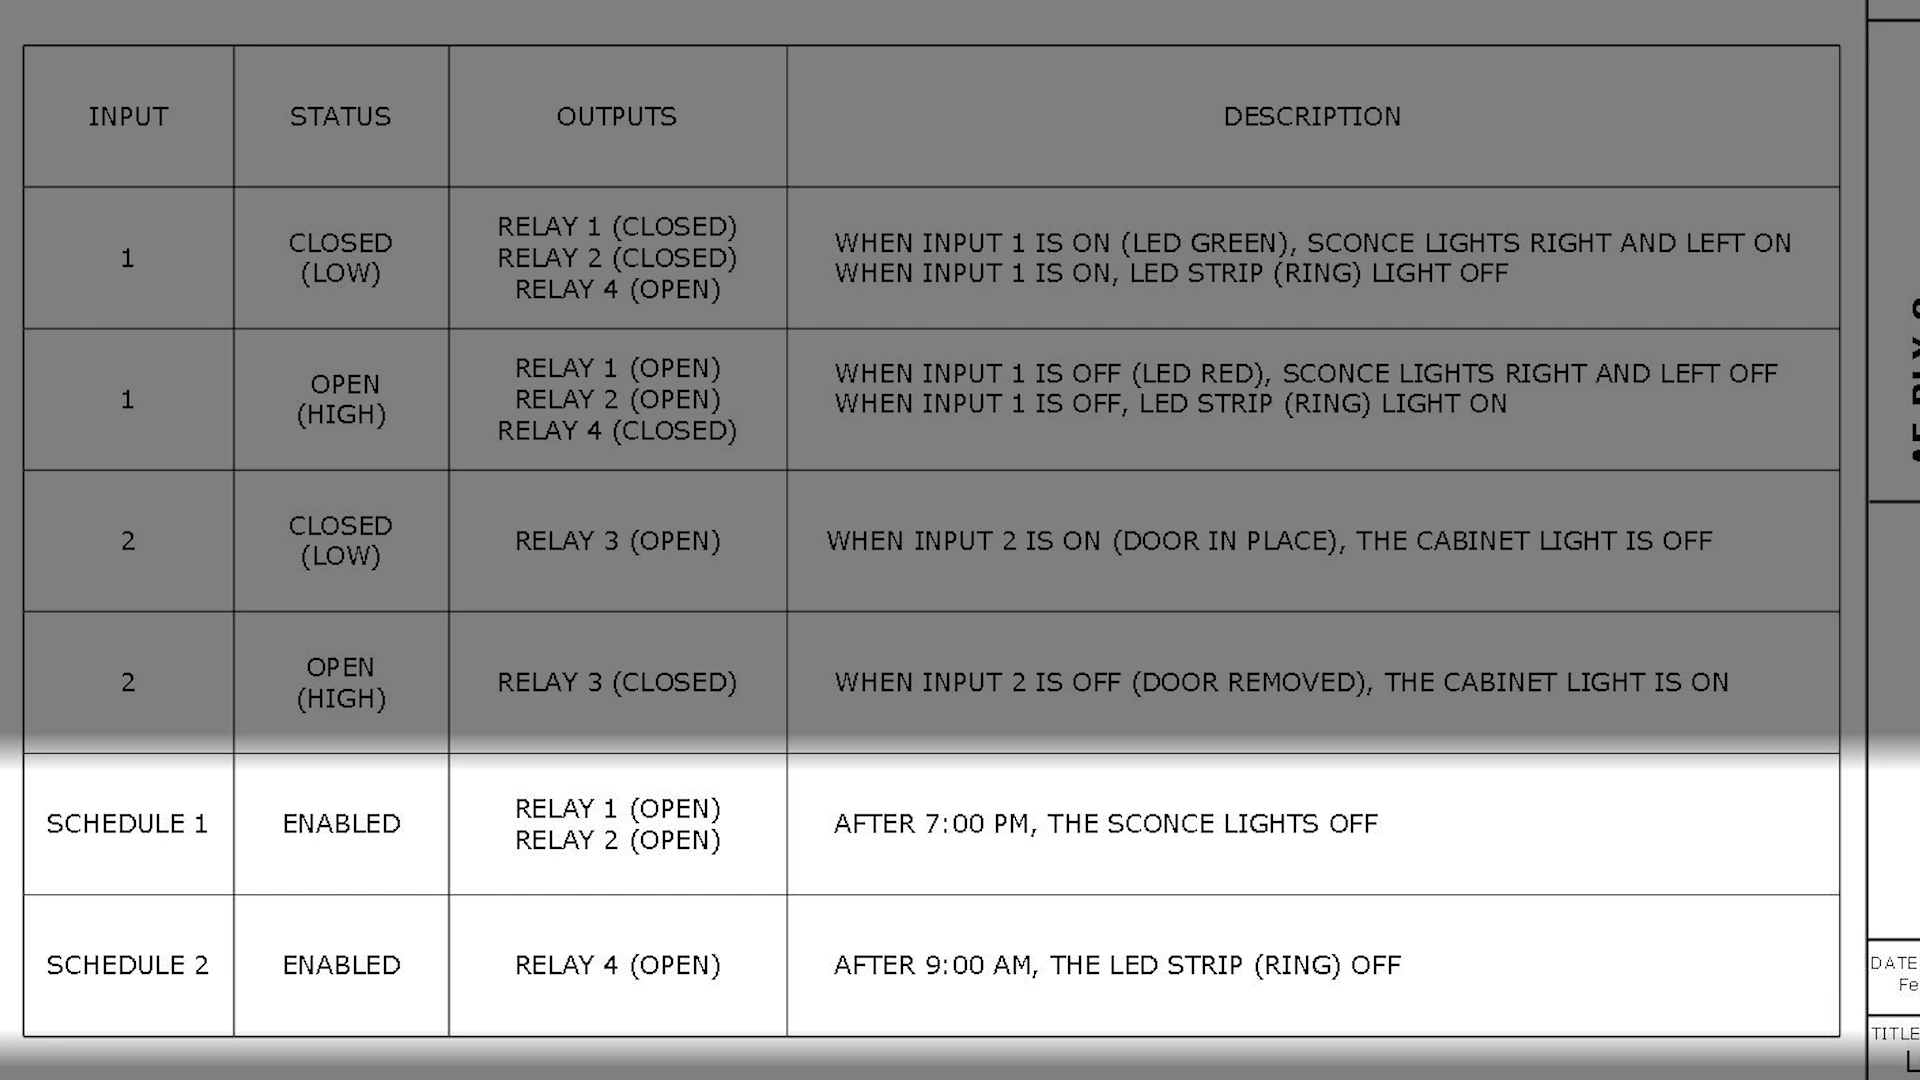 INPUT
STATUS
OUTPUTS
DESCRIPTION
1
CLOSED
(LOW)
RELAY 1 (CLOSED)
RELAY 2 (CLOSED)
RELAY 4 (OPEN)
WHEN INPUT 1 IS ON (LED GREEN), SCONCE LIGHTS RIGHT AND LEFT ON
WHEN INPUT 1 IS ON, LED STRIP (RING) LIGHT OFF
1
OPEN
(HIGH)
RELAY 1 (OPEN)
RELAY 2 (OPEN)
RELAY 4 (CLOSED)
WHEN INPUT 1 IS OFF (LED RED), SCONCE LIGHTS RIGHT AND LEFT OFF
WHEN INPUT 1 IS OFF, LED STRIP (RING) LIGHT ON
2
CLOSED
(LOW)
RELAY 3 (OPEN)
WHEN INPUT 2 IS ON (DOOR IN PLACE), THE CABINET LIGHT IS OFF
2
OPEN
(HIGH)
RELAY 3 (CLOSED)
WHEN INPUT 2 IS OFF (DOOR REMOVED), THE CABINET LIGHT IS ON
SCHEDULE 1
ENABLED
RELAY 1 (OPEN)
RELAY 2 (OPEN)
AFTER 7:00 PM, THE SCONCE LIGHTS OFF
SCHEDULE 2
ENABLED
RELAY 4 (OPEN)
AFTER 9:00 AM, THE LED STRIP (RING) OFF
DATE
Fe
TITLE